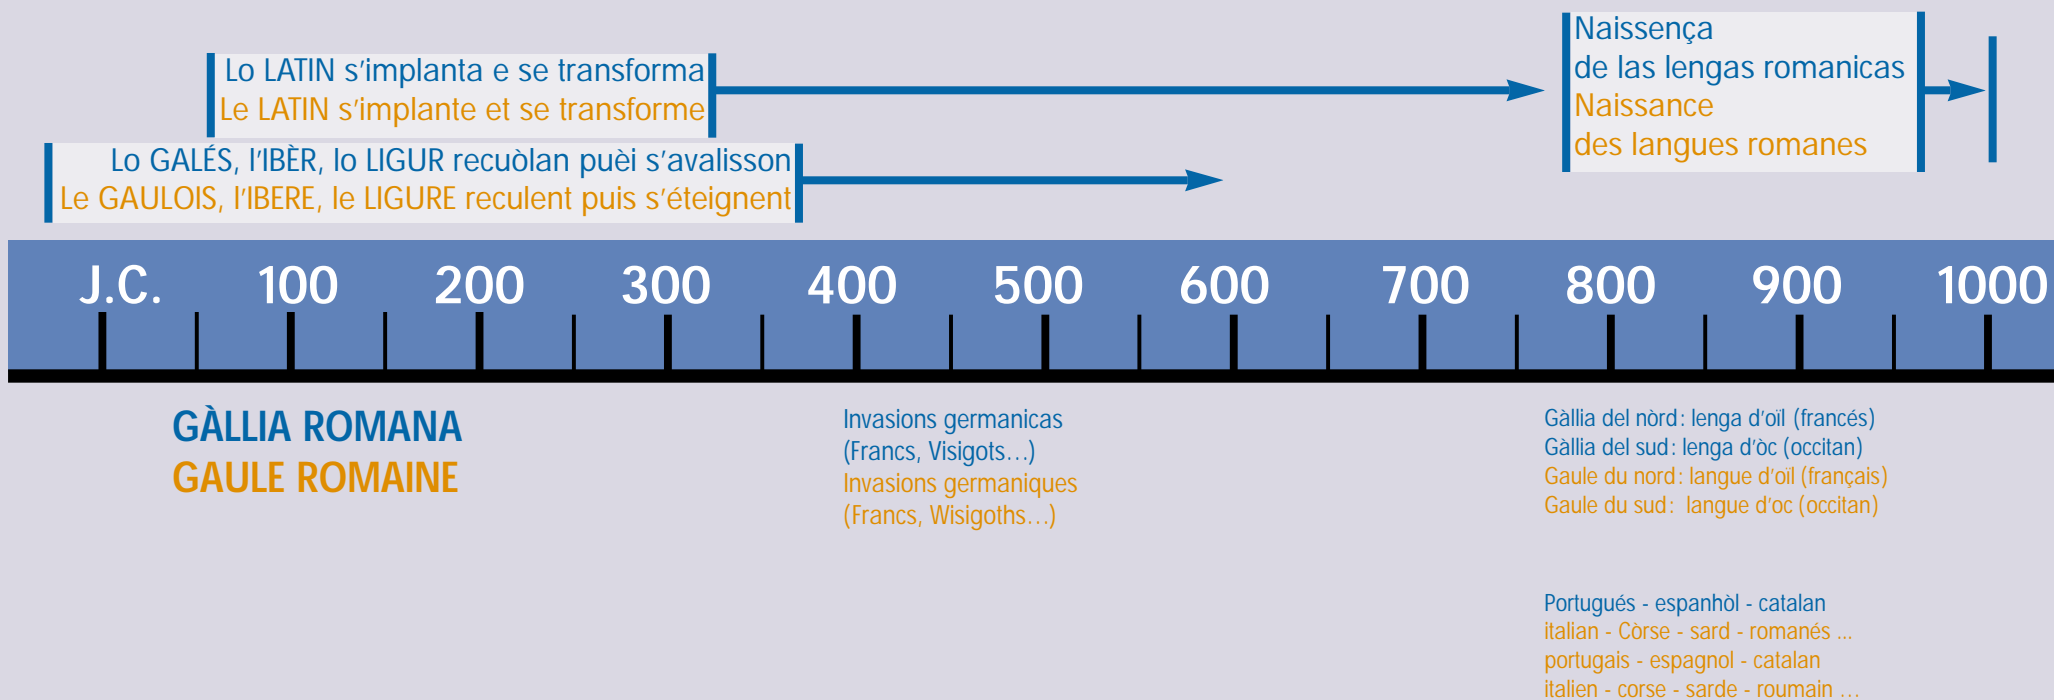 Lo LATIN s'implanta e se transforma
Le LATIN s'implante et se transforme
Naissença
de las lengas romanicas
Naissance
des langues romanes
Lo GALÉS, l'IBÈR, lo LIGUR recuòlan puèi s'avalisson
Le GAULOIS, l'IBERE, le LIGURE reculent puis s'éteignent
J.C. 100 200 300 400 500 600 700 800 900 1000
GÀLLIA ROMANA
GAULE ROMAINE
Invasions germanicas
(Francs, Visigots...)
Invasions germaniques
(Francs, Wisigoths...)
Gàllia del nòrd : lenga d'oïl (francés)
Gàllia del sud : lenga d'òc (occitan)
Gaule du nord : langue d'oïl (français)
Gaule du sud : langue d'oc (occitan)
Portugués - espanhòl - catalan
italian - Còrse - sard - romanés ...
portugais - espagnol - catalan
italien - corse - sarde - roumain ...